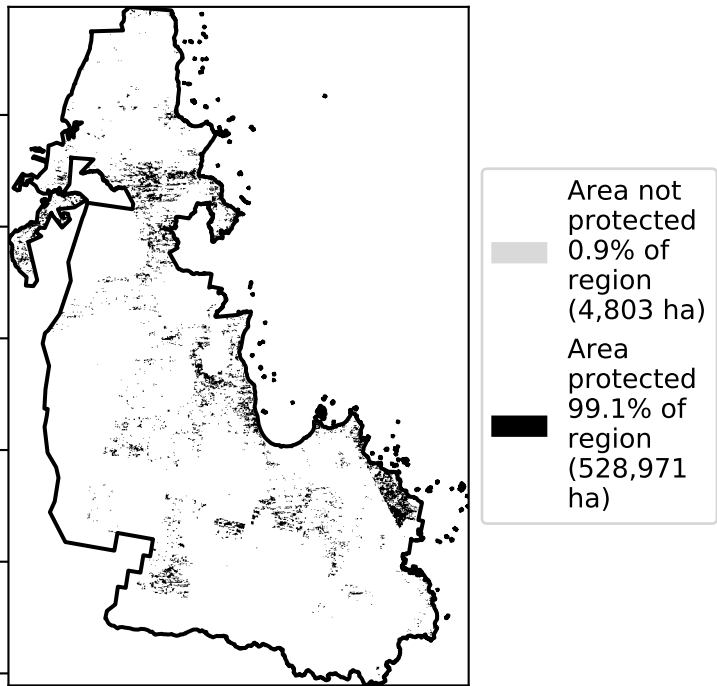 Area not
protected
0.9% of
region
(4,803 ha)
Area
protected
99.1% of
region
(528,971
ha)